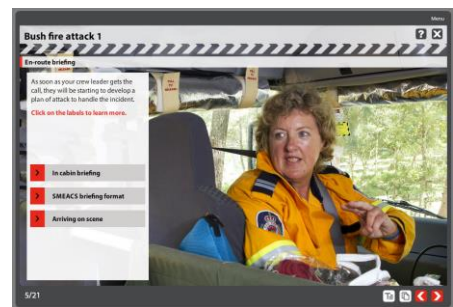 Menu
Bush fire attack 1
?
En-route briefing
As soon as your crew leader gets the
call, they will be starting to develop a
plan of attack to handle the incident.
Click on the labels to learn more.
In cabin briefing
SMEACS briefing format
Arriving on scene
5/21